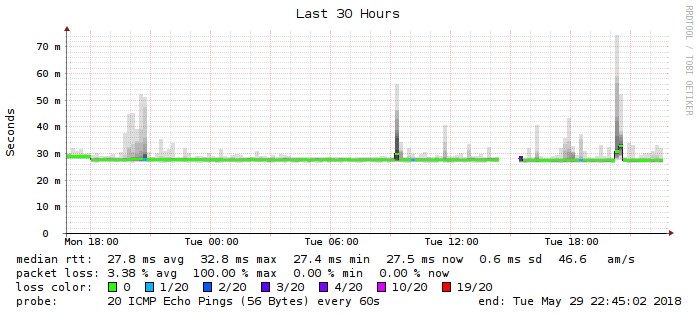 Last 30 Hours
RRDTOOL / TOBI OETIKER
Seconds
70 m
60 m
50 m
40 m
30 m
20 m
10 m
0
Mon 18:00 Tue 00:00 Tue 06:00 Tue 12:00 Tue 18:00
median rtt: 27.8 ms avg 32.8 ms max 27.4 ms min 27.5 ms now 0.6 ms sd 46.6 am/s
packet loss: 3.38 % avg 100.00 % max 0.00 % min 0.00 % now
loss color: 0 1/20 2/20 3/20 4/20 10/20 19/20
probe: 20 ICMP Echo Pings (56 Bytes) every 60s end: Tue May 29 22:45:02 2018